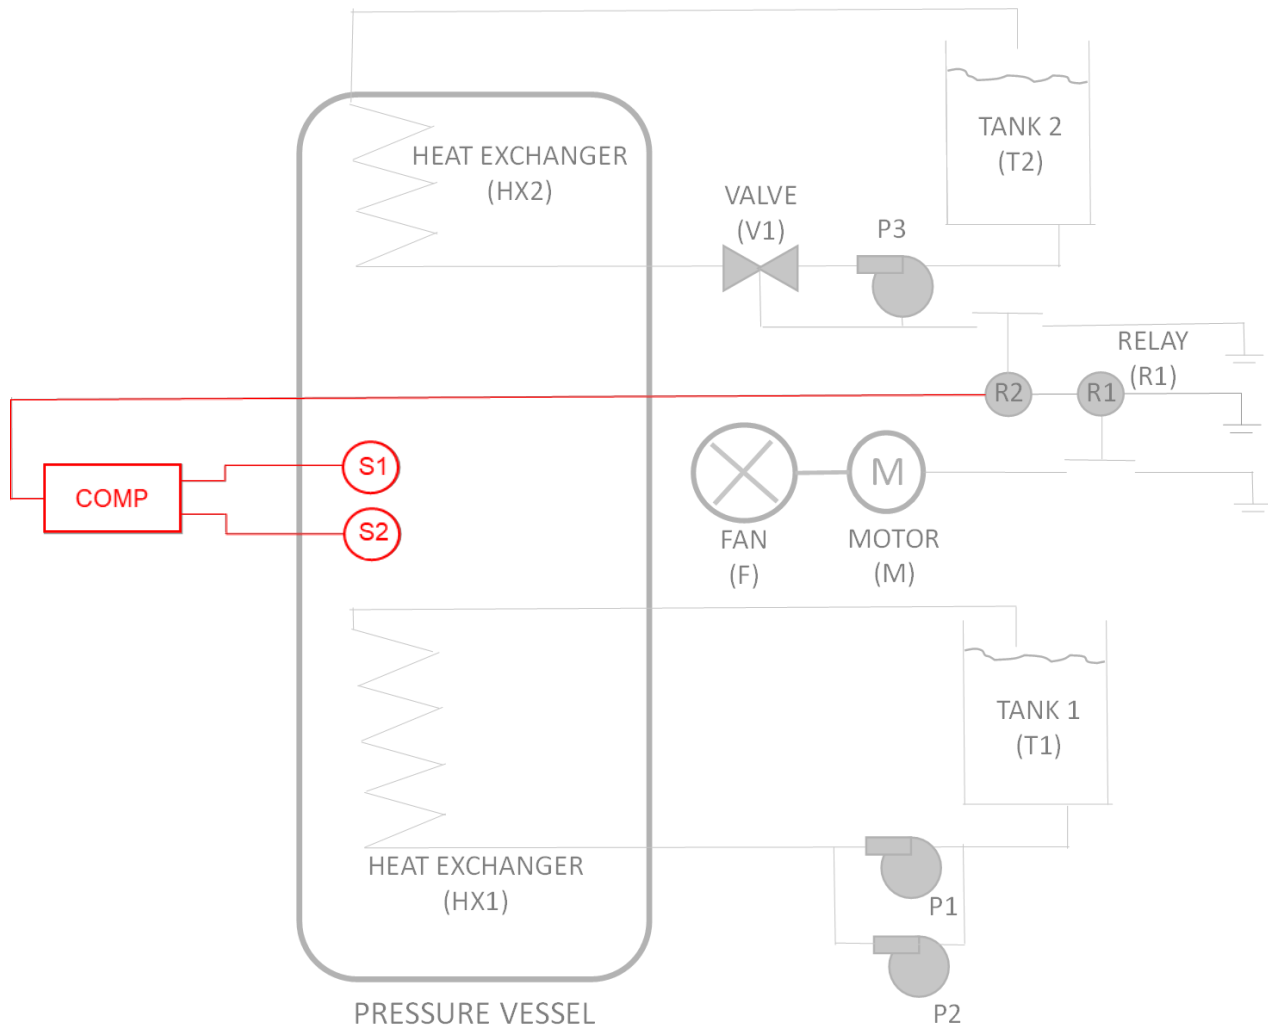 TANK 2
(T2)
HEAT EXCHANGER
(HX2)
VALVE
(V1)
P3
RELAY
(R1)
R2
R1
S1
COMP
S2
M
FAN
(F)
MOTOR
(M)
TANK 1
(T1)
HEAT EXCHANGER
(HX1)
P1
P2
PRESSURE VESSEL